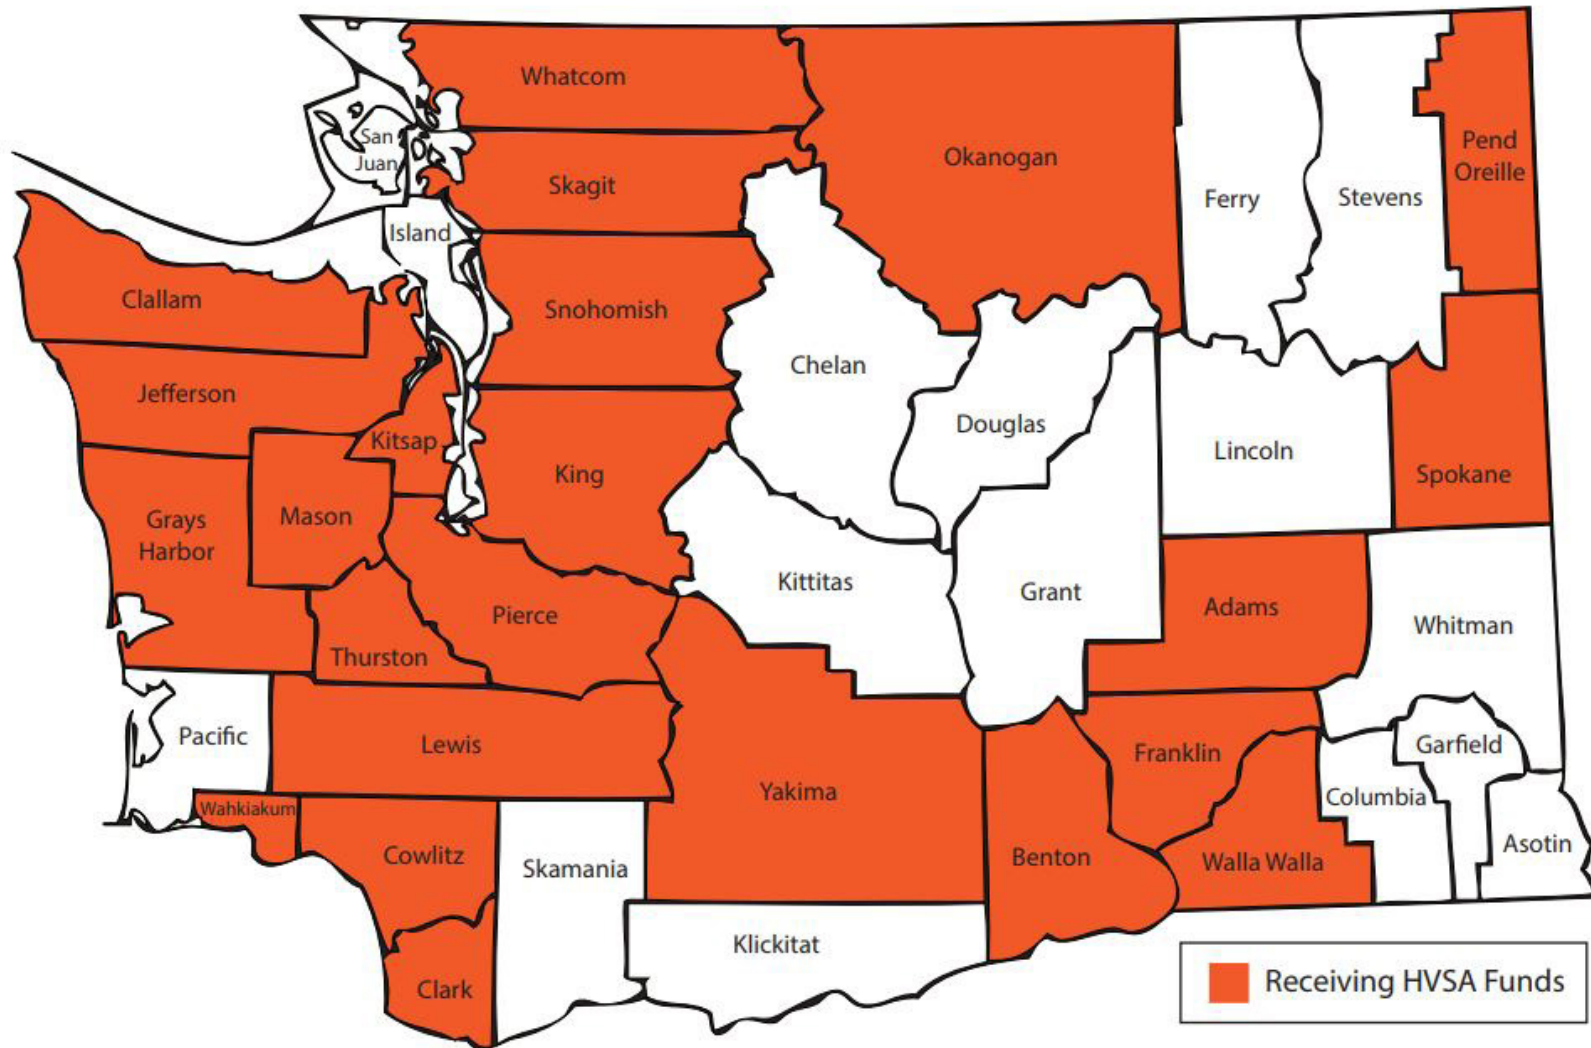 Whatcom
San
Juan
Skagit
Okanogan
Ferry
Stevens
Pend
Oreille
Island
Clallam
Snohomish
Chelan
Jefferson
Kitsap
King
Douglas
Lincoln
Spokane
Grays
Harbor
Mason
Kittitas
Grant
Adams
Whitman
Pierce
Thurston
Pacific
Lewis
Yakima
Franklin
Garfield
Wahkiakum
Columbia
Cowlitz
Skamania
Benton
Walla Walla
Asotin
Klickitat
Clark
Receiving HVSA Funds